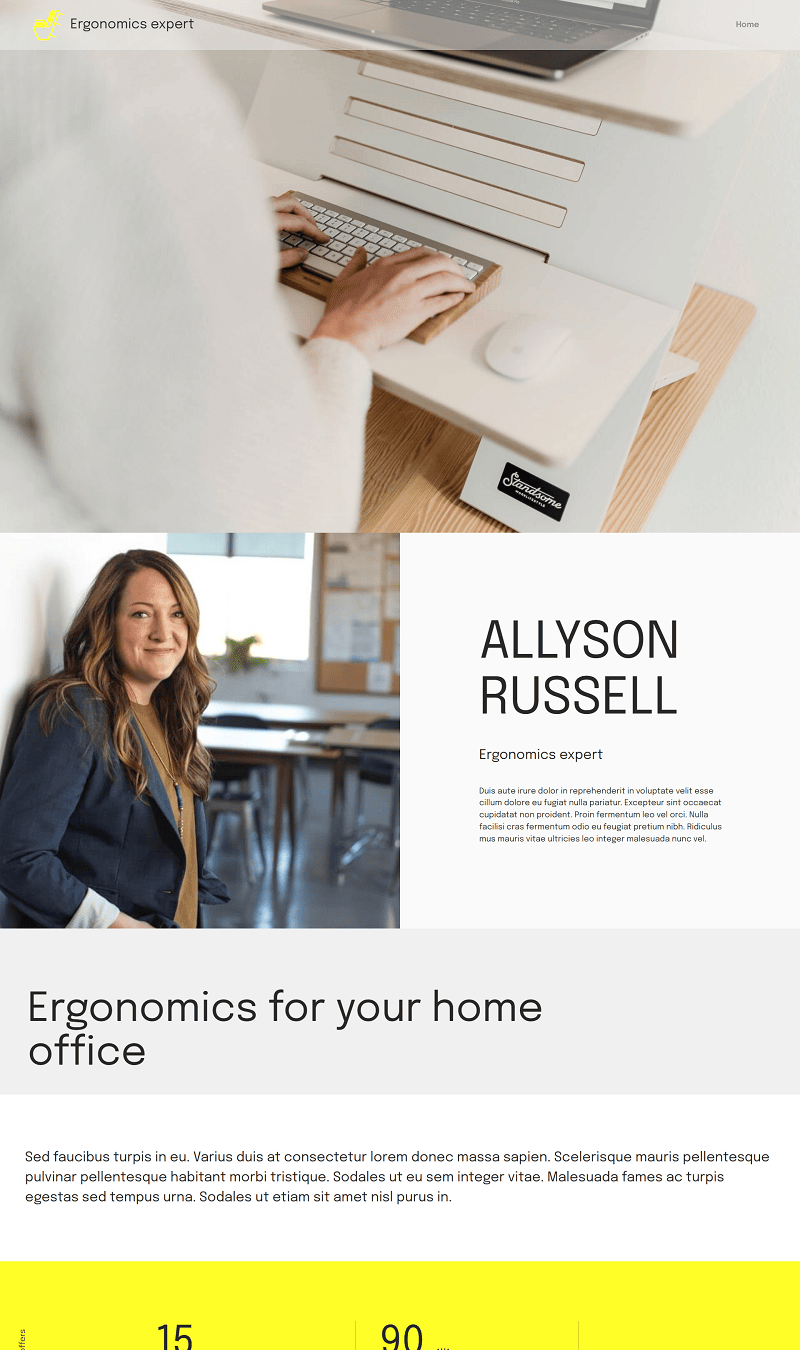 Ergonomics expert
Home
Standsome
ALLYSON
RUSSELL
Ergonomics expert
Duis aute irure dolor in reprehenderit in voluptate velit esse
cillum dolore eu fugiat nulla pariatur. Excepteur sint occaecat
cupidatat non proident. Proin fermentum leo vel orci. Nulla
facilisi cras fermentum odio eu feugiat pretium nibh. Ridiculus
mus mauris vitae ultricies leo integer malesuada nunc vel.
Ergonomics for your home
office
Sed faucibus turpis in eu. Varius duis at consectetur lorem donec massa sapien. Scelerisque mauris pellentesque
pulvinar pellentesque habitant morbi tristique. Sodales ut eu sem integer vitae. Malesuada fames ac turpis
egestas sed tempus urna. Sodales ut etiam sit amet nisl purus in.
offers
15
90